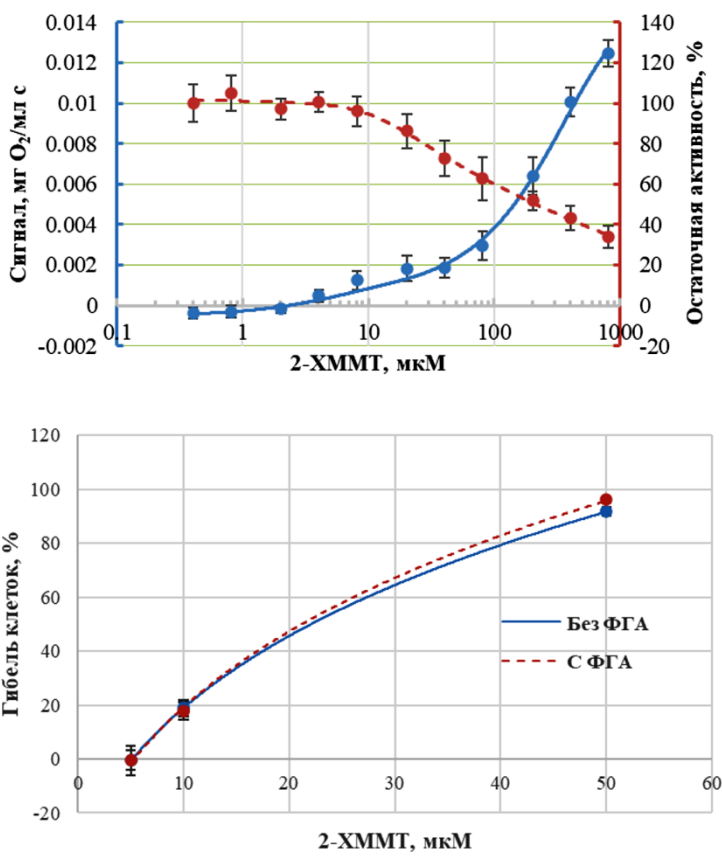 0.014
0.012
0.01
0.008
0.006
0.004
0.002
0
-0.002
Сигнал, мг O₂/мл с
140
120
100
80
60
40
20
0
-20
Остаточная активность, %
0.1 1 10 100 1000
2-ХММТ, мкМ
120
100
80
60
40
20
0
-20
Гибель клеток, %
Без ФГА
С ФГА
0 10 20 30 40 50 60
2-ХММТ, мкМ